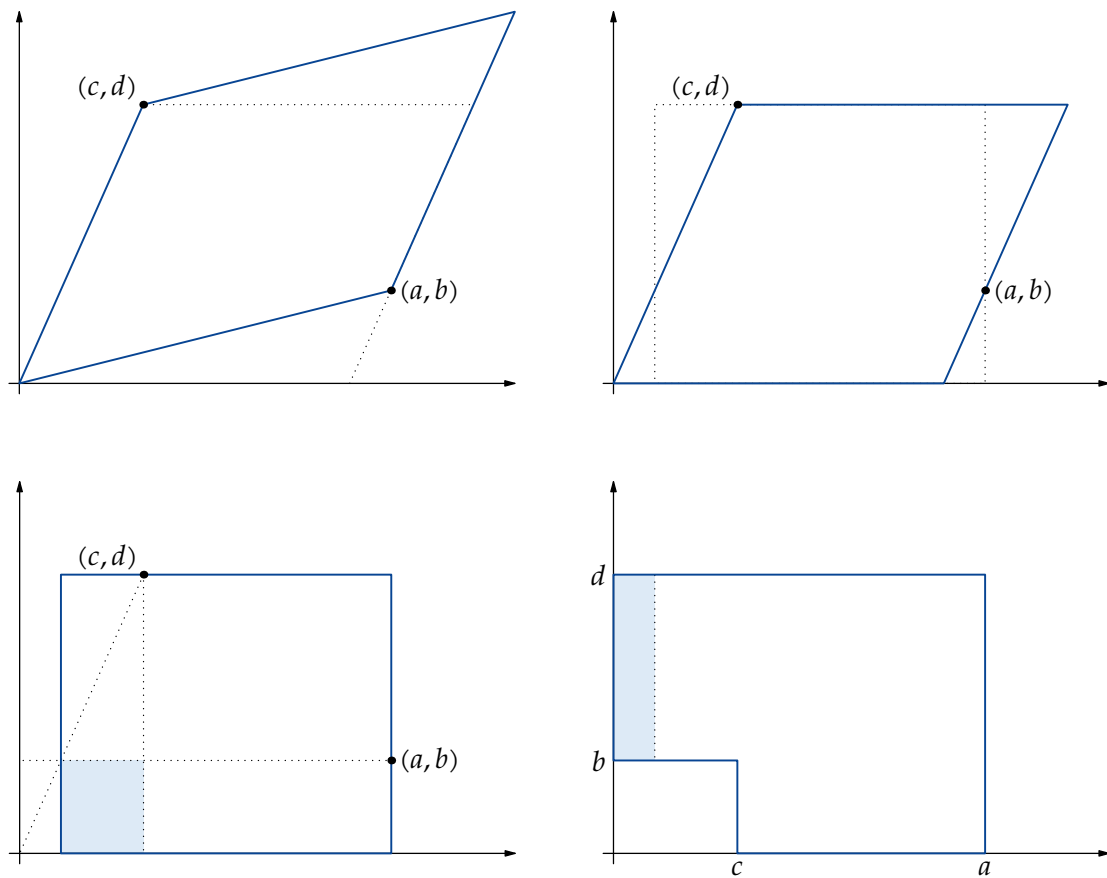 (c, d)
(a, b)
(c, d)
(a, b)
(c, d)
(a, b)
d
b
c
a